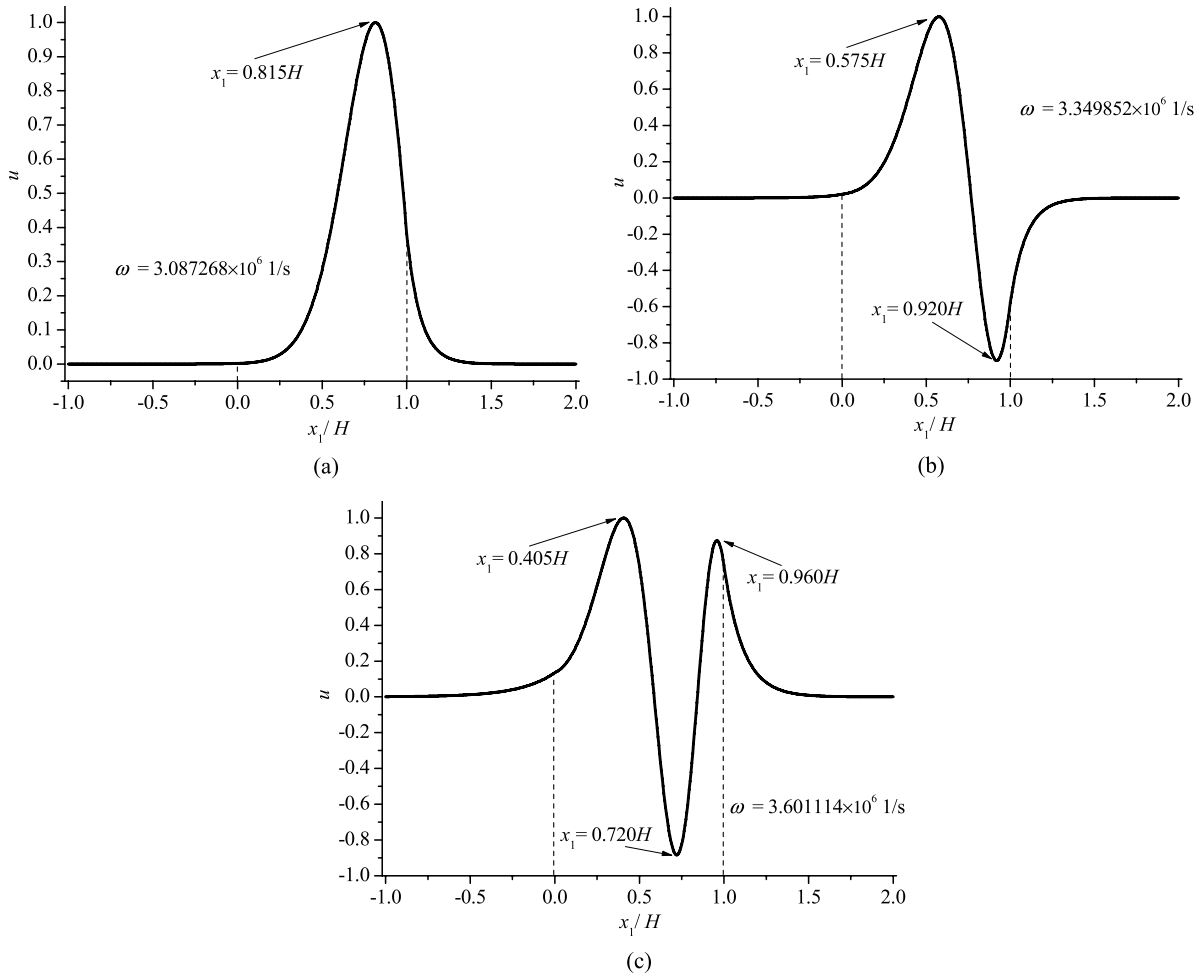 1.0
0.9
0.8
0.7
0.6
0.5
0.4
0.3
0.2
0.1
0.0
u
x₁= 0.815H
ω = 3.087268×10⁶ 1/s
-1.0 -0.5 0.0 0.5 1.0 1.5 2.0
x₁/ H
(a)
1.0
0.8
0.6
0.4
0.2
0.0
-0.2
-0.4
-0.6
-0.8
-1.0
u
x₁= 0.575H
ω = 3.349852×10⁶ 1/s
x₁= 0.920H
-1.0 -0.5 0.0 0.5 1.0 1.5 2.0
x₁/ H
(b)
1.0
0.8
0.6
0.4
0.2
0.0
-0.2
-0.4
-0.6
-0.8
-1.0
u
x₁= 0.405H
x₁= 0.960H
ω = 3.601114×10⁶ 1/s
x₁= 0.720H
-1.0 -0.5 0.0 0.5 1.0 1.5 2.0
x₁/ H
(c)